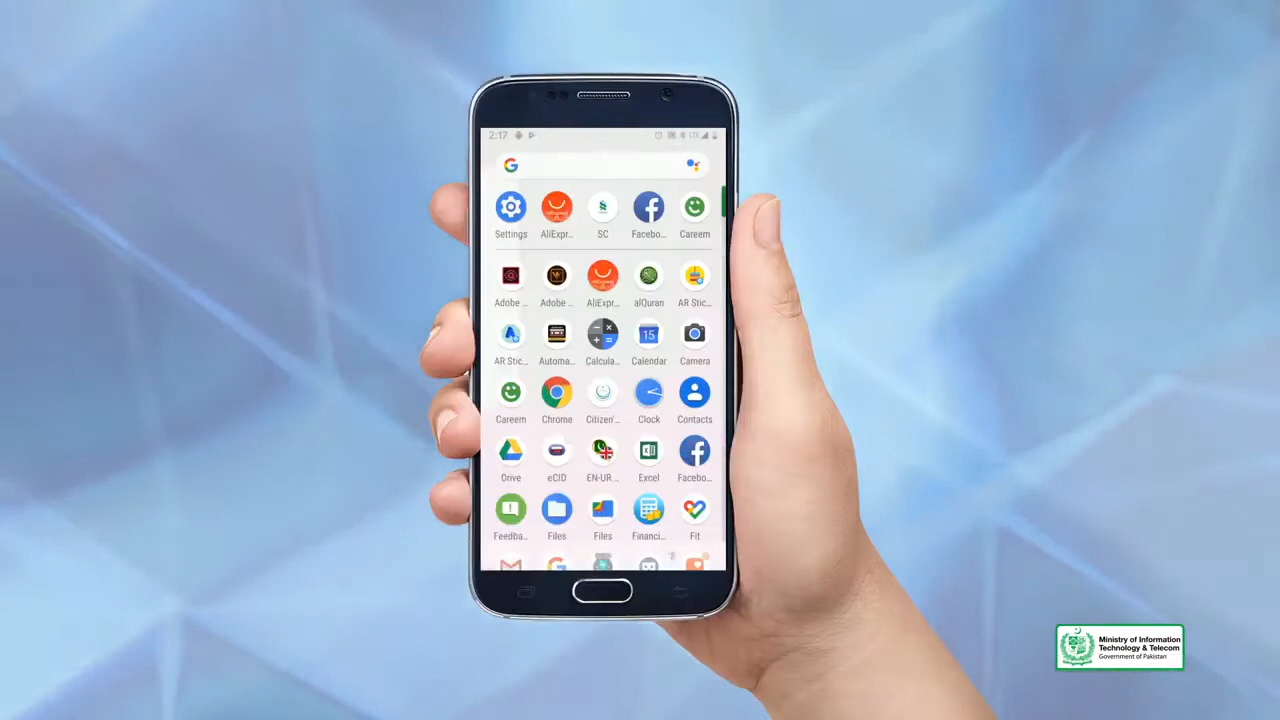 2:17 LTE
Settings AliExpr... SC Facebo... Careem
Adobe ... Adobe ... AliExpr... alQuran AR Stic...
AR Stic... Automa... Calcula... Calendar Camera
15
Careem Chrome Citizen'... Clock Contacts
Drive eCID EN-UR ... Excel Facebo...
Feedba... Files Files Financi... Fit
Ministry of Information
Technology & Telecom
Government of Pakistan